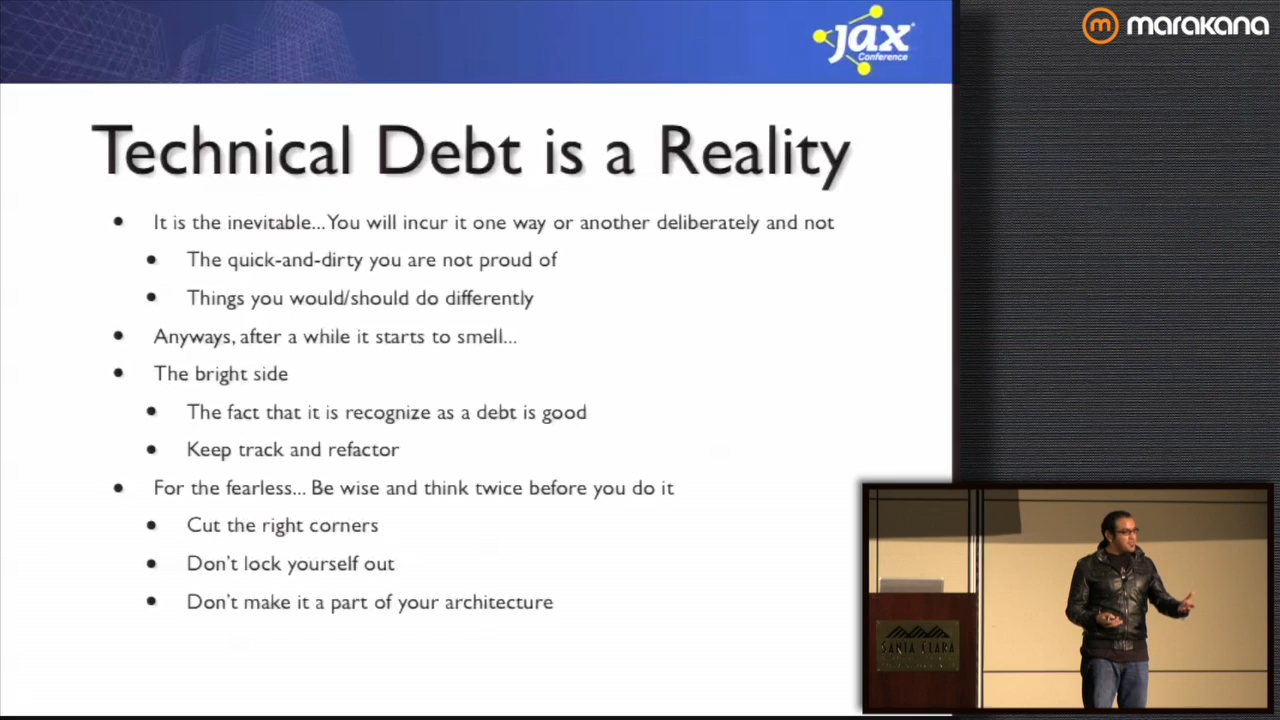 jax
Conference
marakana
Technical Debt is a Reality
It is the inevitable... You will incur it one way or another deliberately and not
The quick-and-dirty you are not proud of
Things you would/should do differently
Anyways, after a while it starts to smell...
The bright side
The fact that it is recognize as a debt is good
Keep track and refactor
For the fearless... Be wise and think twice before you do it
Cut the right corners
Don't lock yourself out
Don't make it a part of your architecture
SANTA CLARA